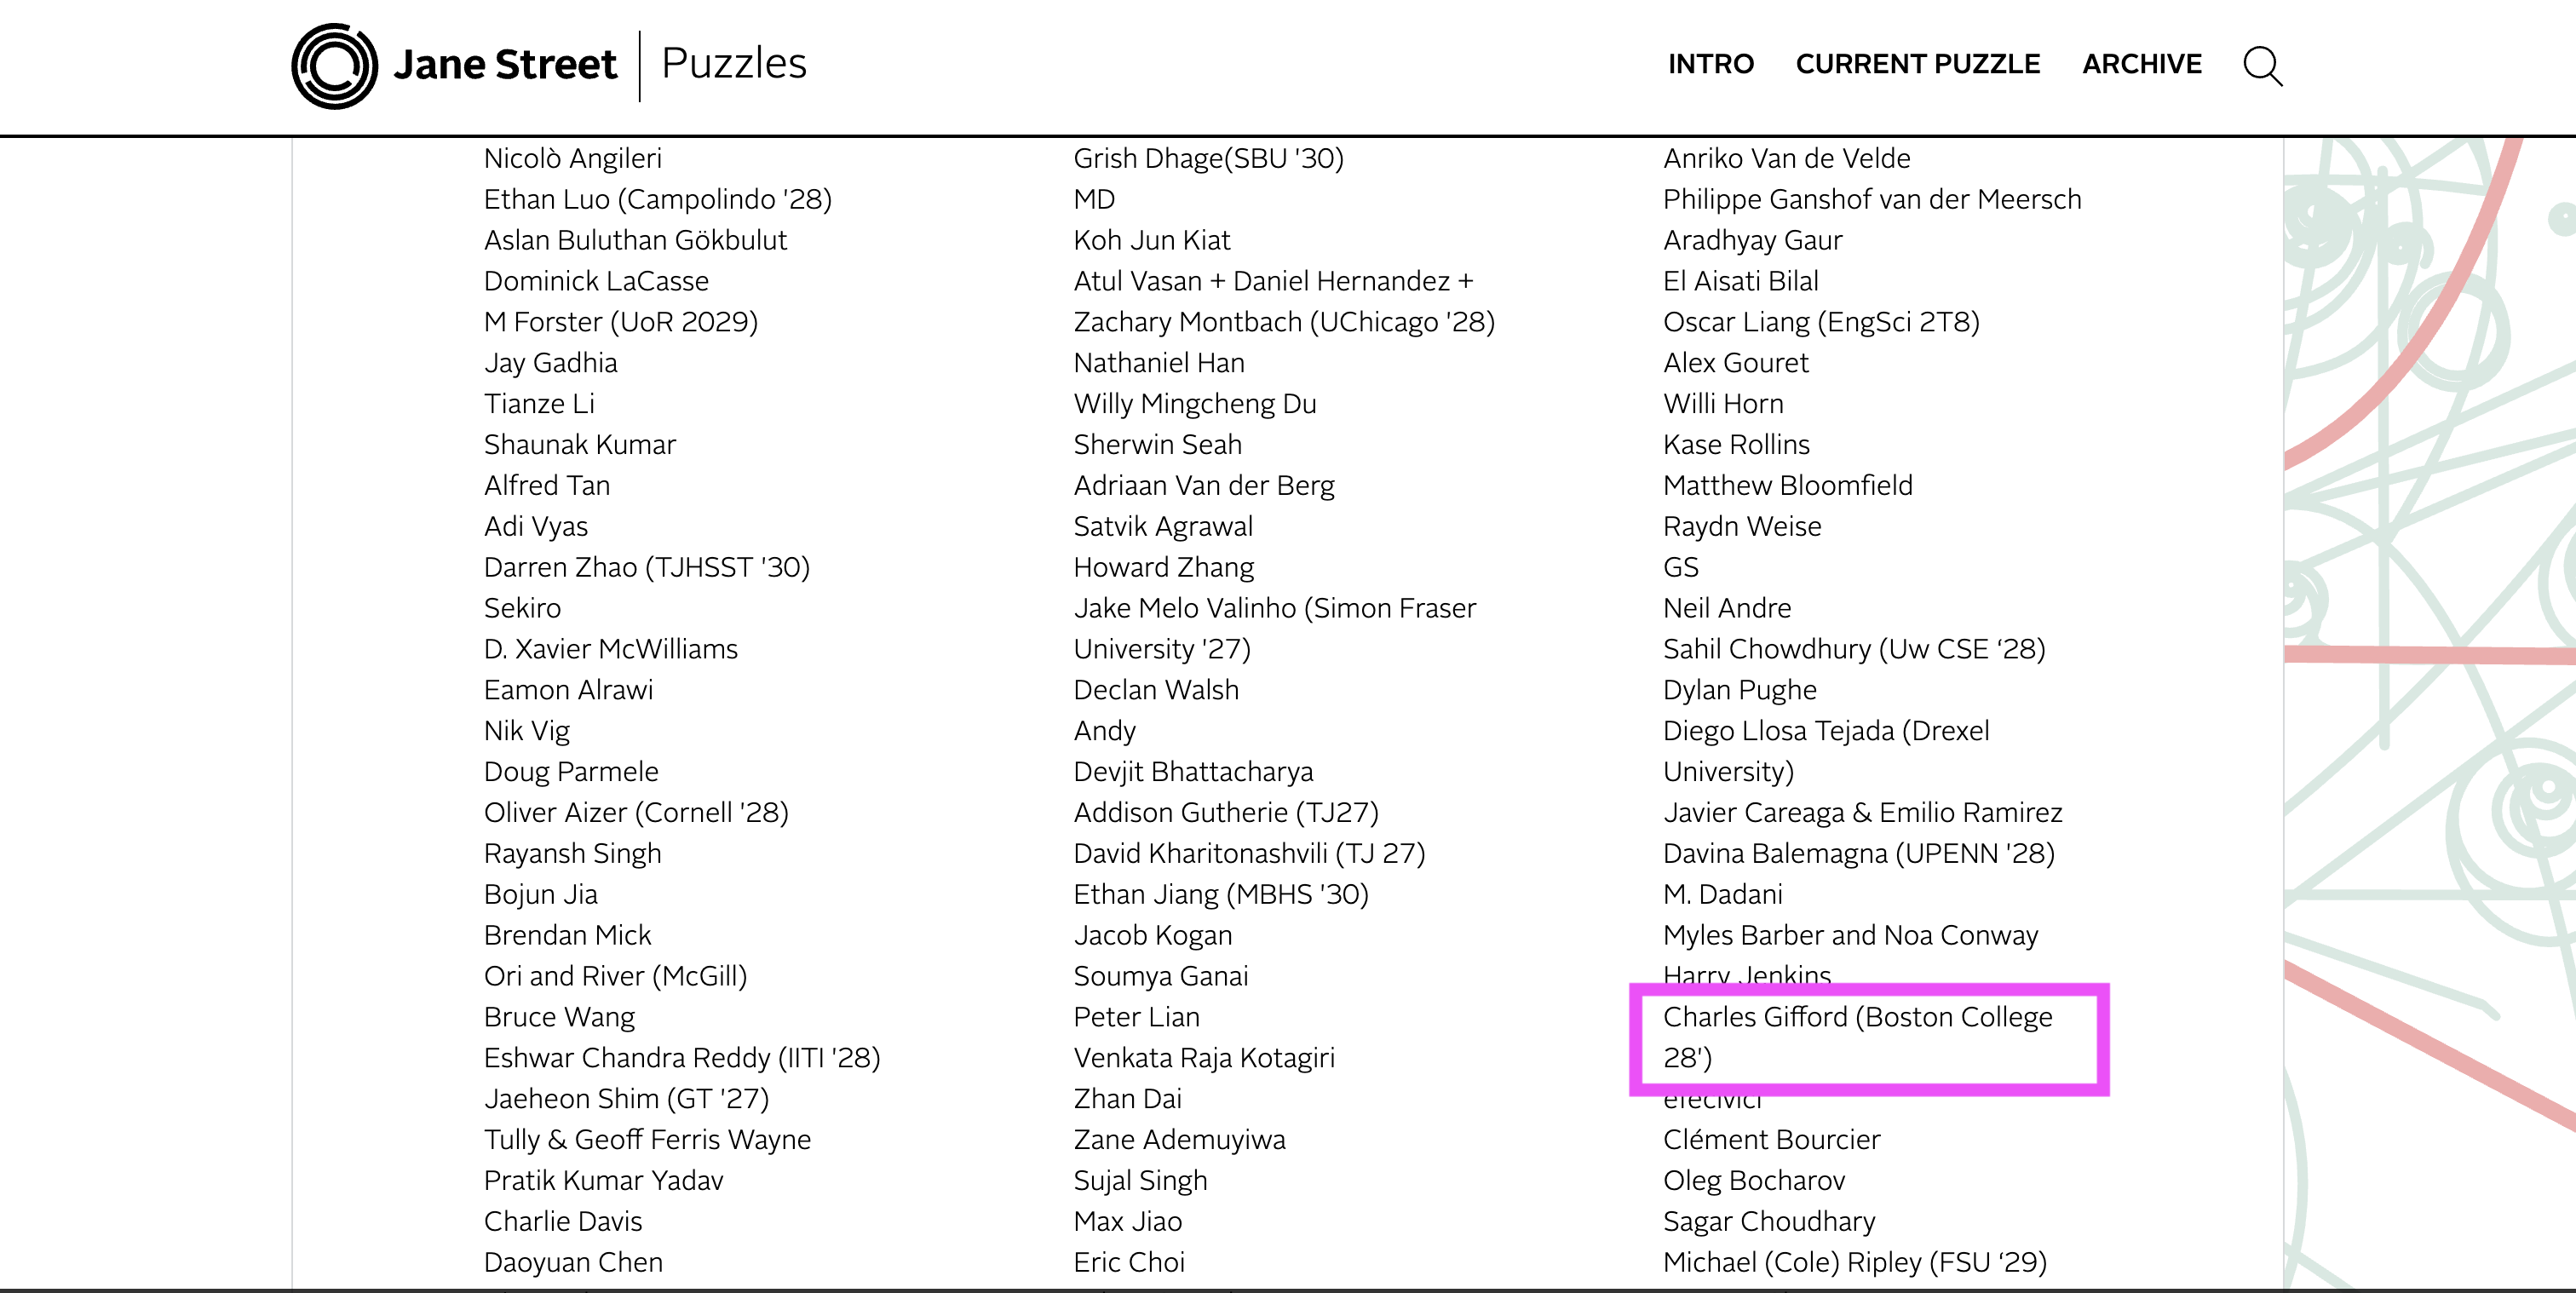 Jane Street | Puzzles
INTRO CURRENT PUZZLE ARCHIVE
Nicolò Angileri
Ethan Luo (Campolindo '28)
Aslan Buluthan Gökbulut
Dominick LaCasse
M Forster (UoR 2029)
Jay Gadhia
Tianze Li
Shaunak Kumar
Alfred Tan
Adi Vyas
Darren Zhao (TJHSST '30)
Sekiro
D. Xavier McWilliams
Eamon Alrawi
Nik Vig
Doug Parmele
Oliver Aizer (Cornell '28)
Rayansh Singh
Bojun Jia
Brendan Mick
Ori and River (McGill)
Bruce Wang
Eshwar Chandra Reddy (IITI '28)
Jaeheon Shim (GT '27)
Tully & Geoff Ferris Wayne
Pratik Kumar Yadav
Charlie Davis
Daoyuan Chen
Grish Dhage(SBU '30)
MD
Koh Jun Kiat
Atul Vasan + Daniel Hernandez +
Zachary Montbach (UChicago '28)
Nathaniel Han
Willy Mingcheng Du
Sherwin Seah
Adriaan Van der Berg
Satvik Agrawal
Howard Zhang
Jake Melo Valinho (Simon Fraser
University '27)
Declan Walsh
Andy
Devjit Bhattacharya
Addison Gutherie (TJ27)
David Kharitonashvili (TJ 27)
Ethan Jiang (MBHS '30)
Jacob Kogan
Soumya Ganai
Peter Lian
Venkata Raja Kotagiri
Zhan Dai
Zane Ademuyiwa
Sujal Singh
Max Jiao
Eric Choi
Anriko Van de Velde
Philippe Ganshof van der Meersch
Aradhyay Gaur
El Aisati Bilal
Oscar Liang (EngSci 2T8)
Alex Gouret
Willi Horn
Kase Rollins
Matthew Bloomfield
Raydn Weise
GS
Neil Andre
Sahil Chowdhury (Uw CSE ‘28)
Dylan Pughe
Diego Llosa Tejada (Drexel
University)
Javier Careaga & Emilio Ramirez
Davina Balemagna (UPENN '28)
M. Dadani
Myles Barber and Noa Conway
Harry Jenkins
Charles Gifford (Boston College
28')
efecivici
Clément Bourcier
Oleg Bocharov
Sagar Choudhary
Michael (Cole) Ripley (FSU ‘29)